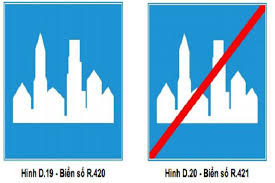 Hình D.19 - Biển số R.420
Hình D.20 - Biển số R.421